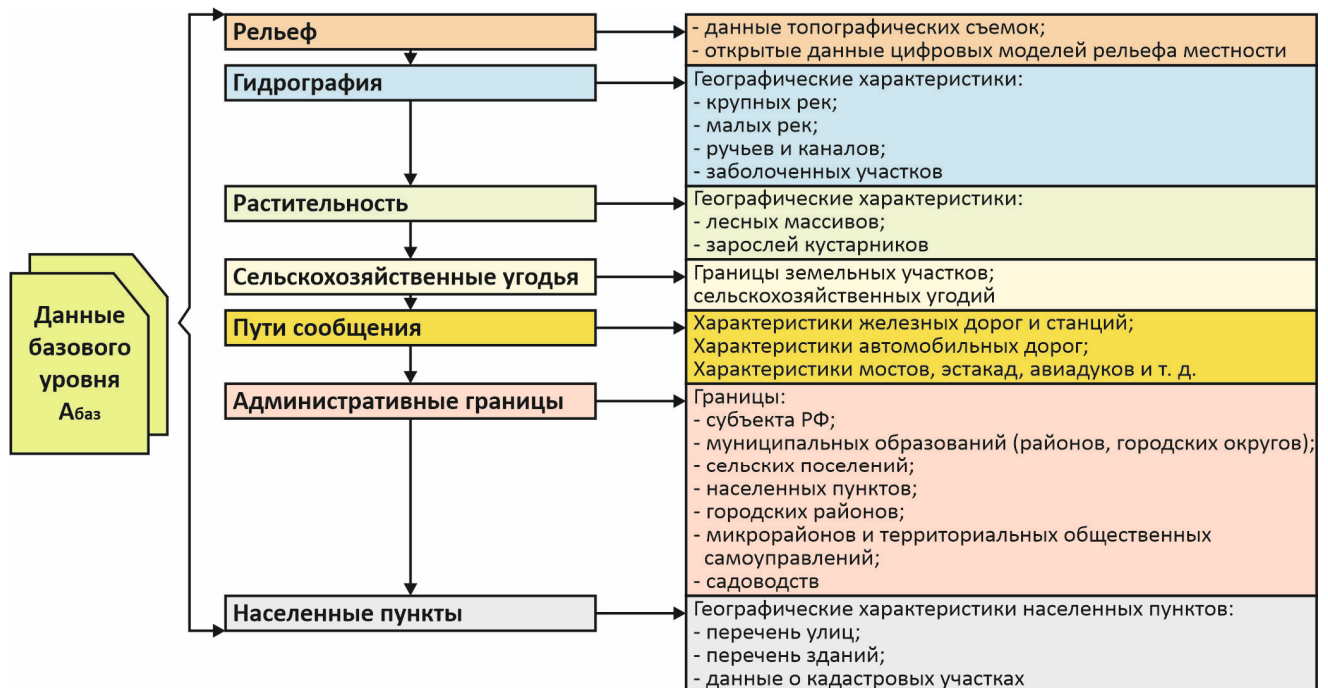 Данные
базового
уровня
Абаз
Рельеф
- данные топографических съемок;
- открытые данные цифровых моделей рельефа местности
Гидрография
Географические характеристики:
- крупных рек;
- малых рек;
- ручьев и каналов;
- заболоченных участков
Растительность
Географические характеристики:
- лесных массивов;
- зарослей кустарников
Сельскохозяйственные угодья
Границы земельных участков;
сельскохозяйственных угодий
Пути сообщения
Характеристики железных дорог и станций;
Характеристики автомобильных дорог;
Характеристики мостов, эстакад, авиадуков и т. д.
Административные границы
Границы:
- субъекта РФ;
- муниципальных образований (районов, городских округов);
- сельских поселений;
- населенных пунктов;
- городских районов;
- микрорайонов и территориальных общественных
самоуправлений;
- садоводств
Населенные пункты
Географические характеристики населенных пунктов:
- перечень улиц;
- перечень зданий;
- данные о кадастровых участках